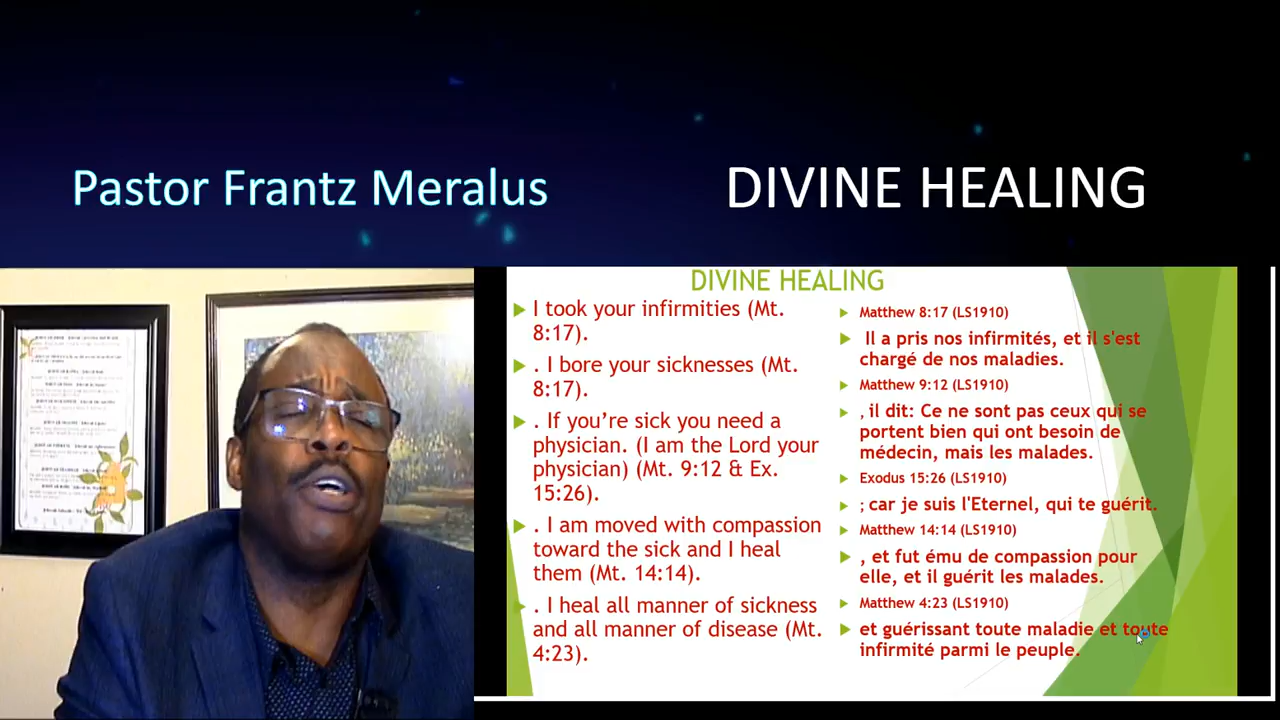 Pastor Frantz Meralus
DIVINE HEALING
DIVINE HEALING
I took your infirmities (Mt.
8:17).
. I bore your sicknesses (Mt.
8:17).
. If you’re sick you need a
physician. (I am the Lord your
physician) (Mt. 9:12 & Ex.
15:26).
. I am moved with compassion
toward the sick and I heal
them (Mt. 14:14).
. I heal all manner of sickness
and all manner of disease (Mt.
4:23).
Matthew 8:17 (LS1910)
Il a pris nos infirmités, et il s'est
chargé de nos maladies.
Matthew 9:12 (LS1910)
, il dit: Ce ne sont pas ceux qui se
portent bien qui ont besoin de
médecin, mais les malades.
Exodus 15:26 (LS1910)
; car je suis l'Eternel, qui te guérit.
Matthew 14:14 (LS1910)
, et fut ému de compassion pour
elle, et il guérit les malades.
Matthew 4:23 (LS1910)
et guérissant toute maladie et toute
infirmité parmi le peuple.